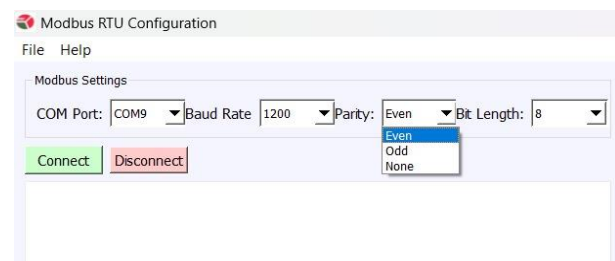 Modbus RTU Configuration
File Help
Modbus Settings
COM Port: COM9 Baud Rate 1200 Parity: Even Bit Length: 8
Even
Odd
None
Connect Disconnect